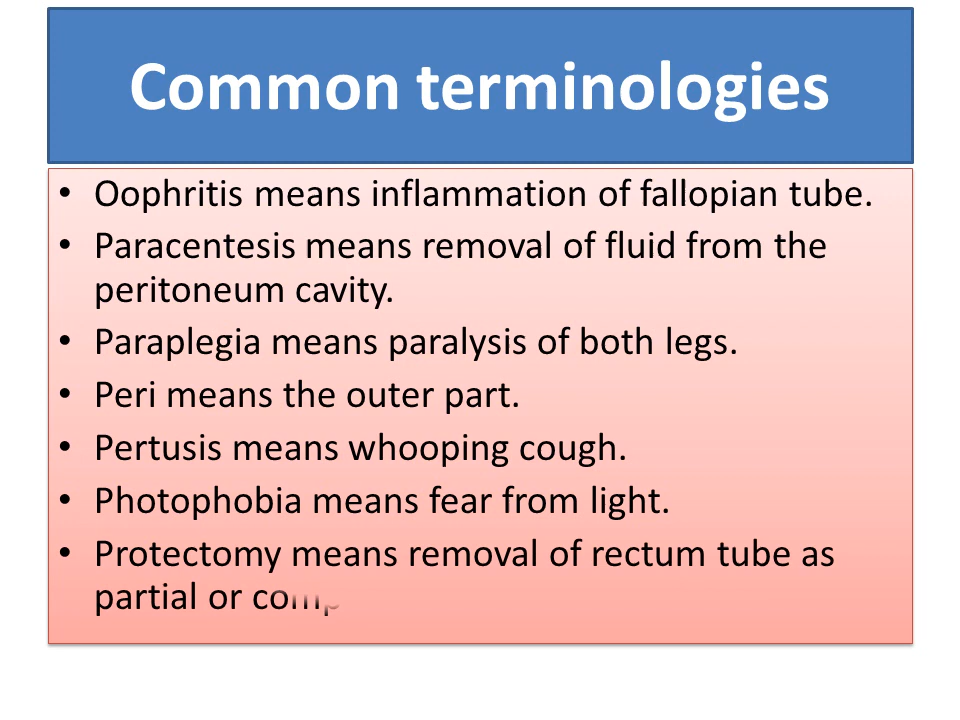 Common terminologies
• Oophritis means inflammation of fallopian tube.
• Paracentesis means removal of fluid from the
peritoneum cavity.
• Paraplegia means paralysis of both legs.
• Peri means the outer part.
• Pertusis means whooping cough.
• Photophobia means fear from light.
• Protectomy means removal of rectum tube as
partial or